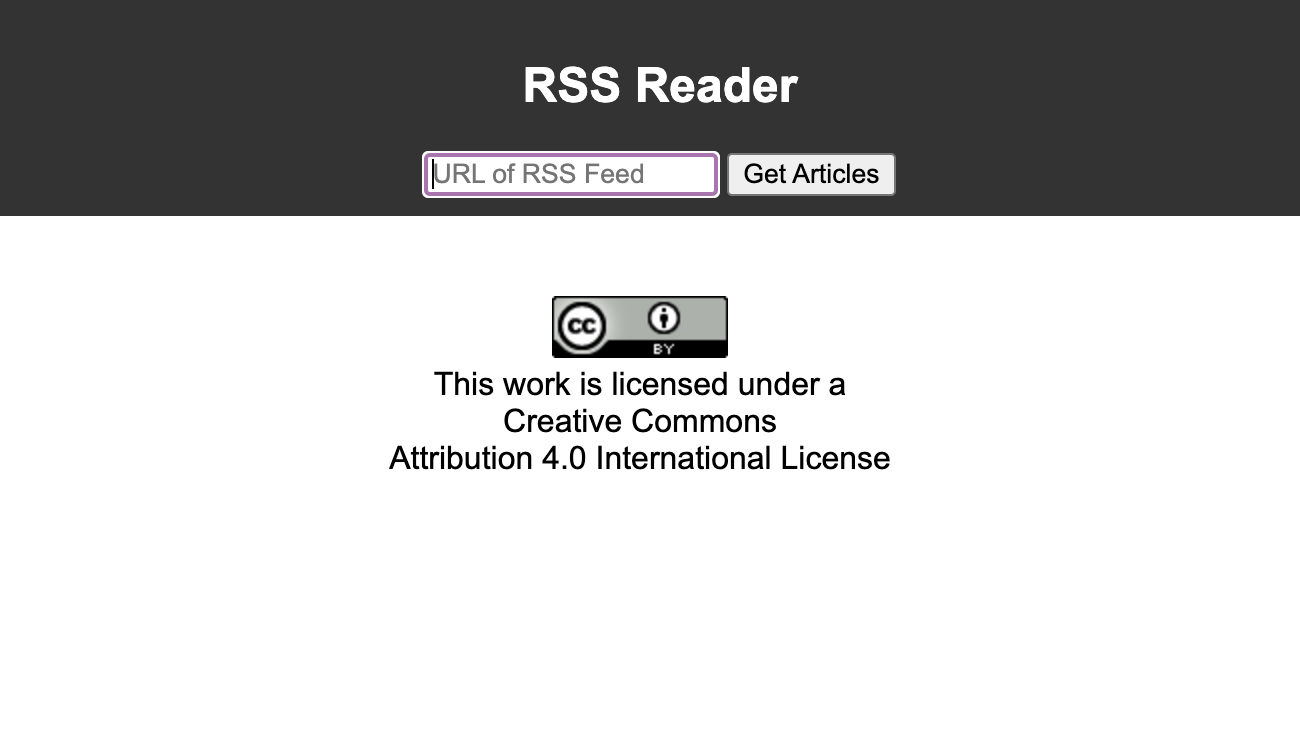 RSS Reader
URL of RSS Feed Get Articles
cc BY
This work is licensed under a
Creative Commons
Attribution 4.0 International License